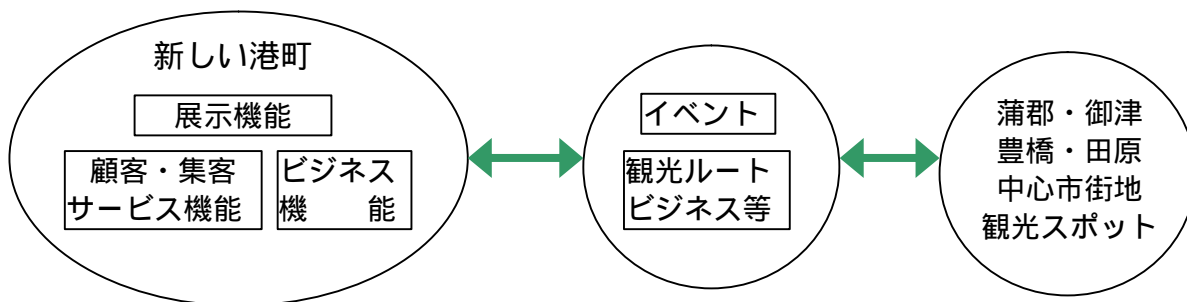 新しい港町
展示機能
顧客・集客
サービス機能
ビジネス
機　　能
イベント
観光ルート
ビジネス等
蒲郡・御津
豊橋・田原
中心市街地
観光スポット